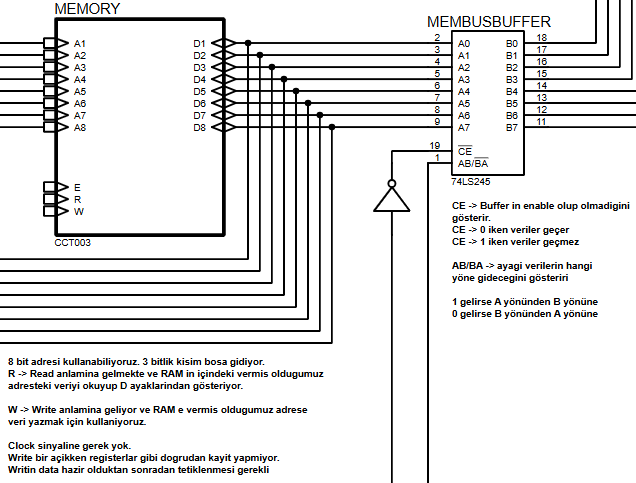 MEMORY
A1
A2
A3
A4
A5
A6
A7
A8
E
R
W
D1
D2
D3
D4
D5
D6
D7
D8
CCT003
MEMBUSBUFFER
2 A0 B0 18
3 A1 B1 17
4 A2 B2 16
5 A3 B3 15
6 A4 B4 14
7 A5 B5 13
8 A6 B6 12
9 A7 B7 11
19 CE
1 AB/BA
74LS245
CE -> Buffer in enable olup olmadigini
gösterir.
CE -> 0 iken veriler geçer
CE -> 1 iken veriler geçmez
AB/BA -> ayagi verilerin hangi
yöne gidecegini gösteriri
1 gelirse A yönünden B yönüne
0 gelirse B yönünden A yönüne
8 bit adresi kullanabiliyoruz. 3 bitlik kisim bosa gidiyor.
R -> Read anlamina gelmekte ve RAM in içindeki vermis oldugumuz
adresteki veriyi okuyup D ayaklarindan gösteriyor.
W -> Write anlamina geliyor ve RAM e vermis oldugumuz adrese
veri yazmak için kullaniyoruz.
Clock sinyaline gerek yok.
Write bir açikken registerlar gibi dogrudan kayit yapmiyor.
Writin data hazir olduktan sonradan tetiklenmesi gerekli